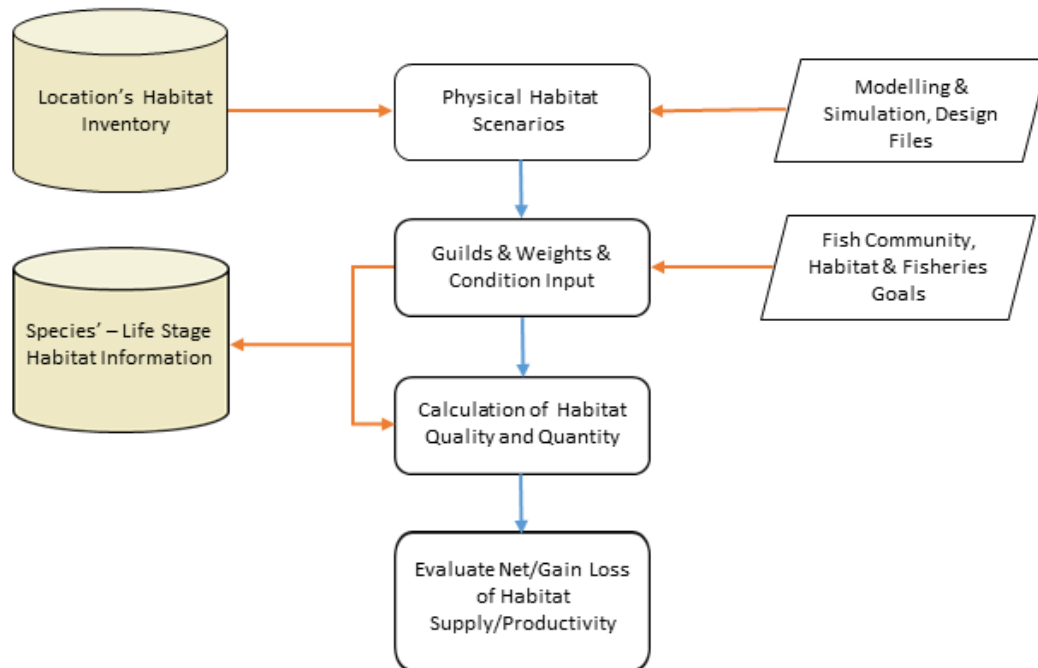 Location's Habitat
Inventory
Physical Habitat
Scenarios
Modelling &
Simulation, Design
Files
Guilds & Weights &
Condition Input
Fish Community,
Habitat & Fisheries
Goals
Species' – Life Stage
Habitat Information
Calculation of Habitat
Quality and Quantity
Evaluate Net/Gain Loss
of Habitat
Supply/Productivity